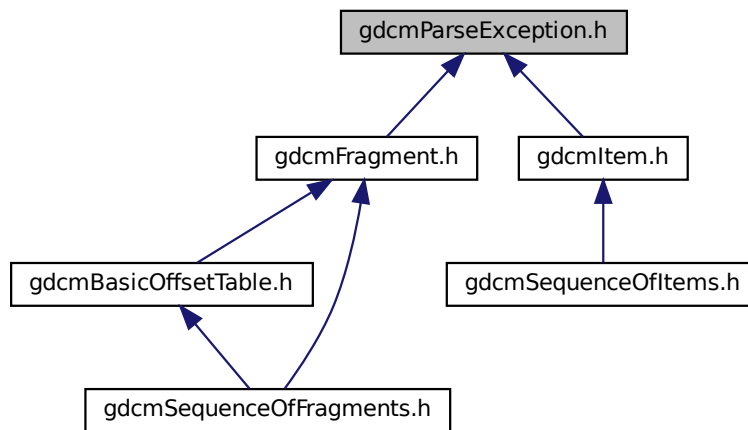 gdcmParseException.h
gdcmFragment.h
gdcmItem.h
gdcmBasicOffsetTable.h
gdcmSequenceOfItems.h
gdcmSequenceOfFragments.h